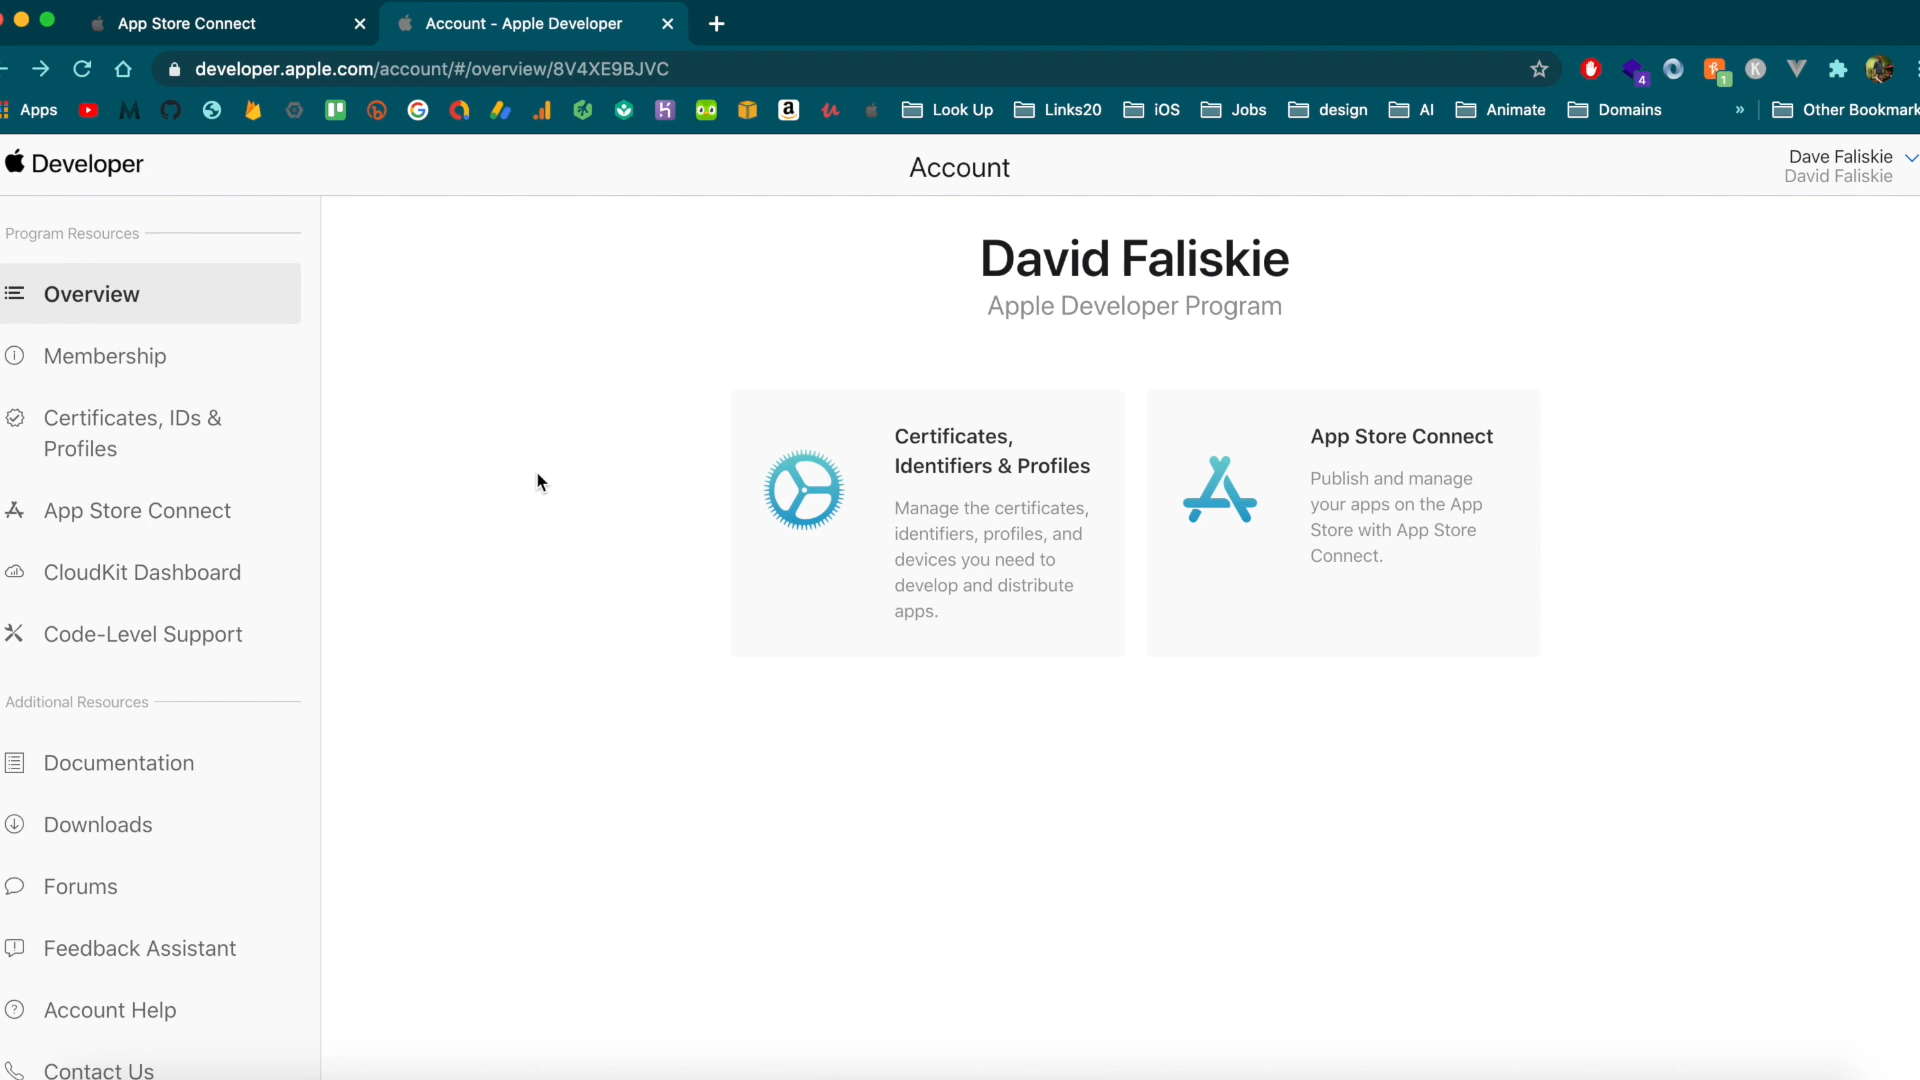 App Store Connect
Account - Apple Developer
developer.apple.com/account/#/overview/8V4XE9BJVC
4
1
K
Apps
Look Up
Links20
iOS
Jobs
design
AI
Animate
Domains
»
Other Bookmark
Developer
Account
Dave Faliskie
David Faliskie
Program Resources
Overview
Membership
Certificates, IDs &
Profiles
App Store Connect
CloudKit Dashboard
Code-Level Support
Additional Resources
Documentation
Downloads
Forums
Feedback Assistant
Account Help
Contact Us
David Faliskie
Apple Developer Program
Certificates,
Identifiers & Profiles
Manage the certificates,
identifiers, profiles, and
devices you need to
develop and distribute
apps.
App Store Connect
Publish and manage
your apps on the App
Store with App Store
Connect.